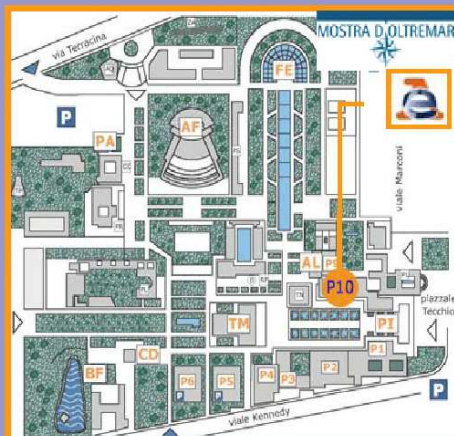 MOSTRA D'OLTREMAR
via Terracina
FE
e
P
AF
PA
viale Marconi
AL
P10
piazzale
Tecchio
TM
PI
CD
P1
BF
P6
P5
P4
P3
P2
P
viale Kennedy